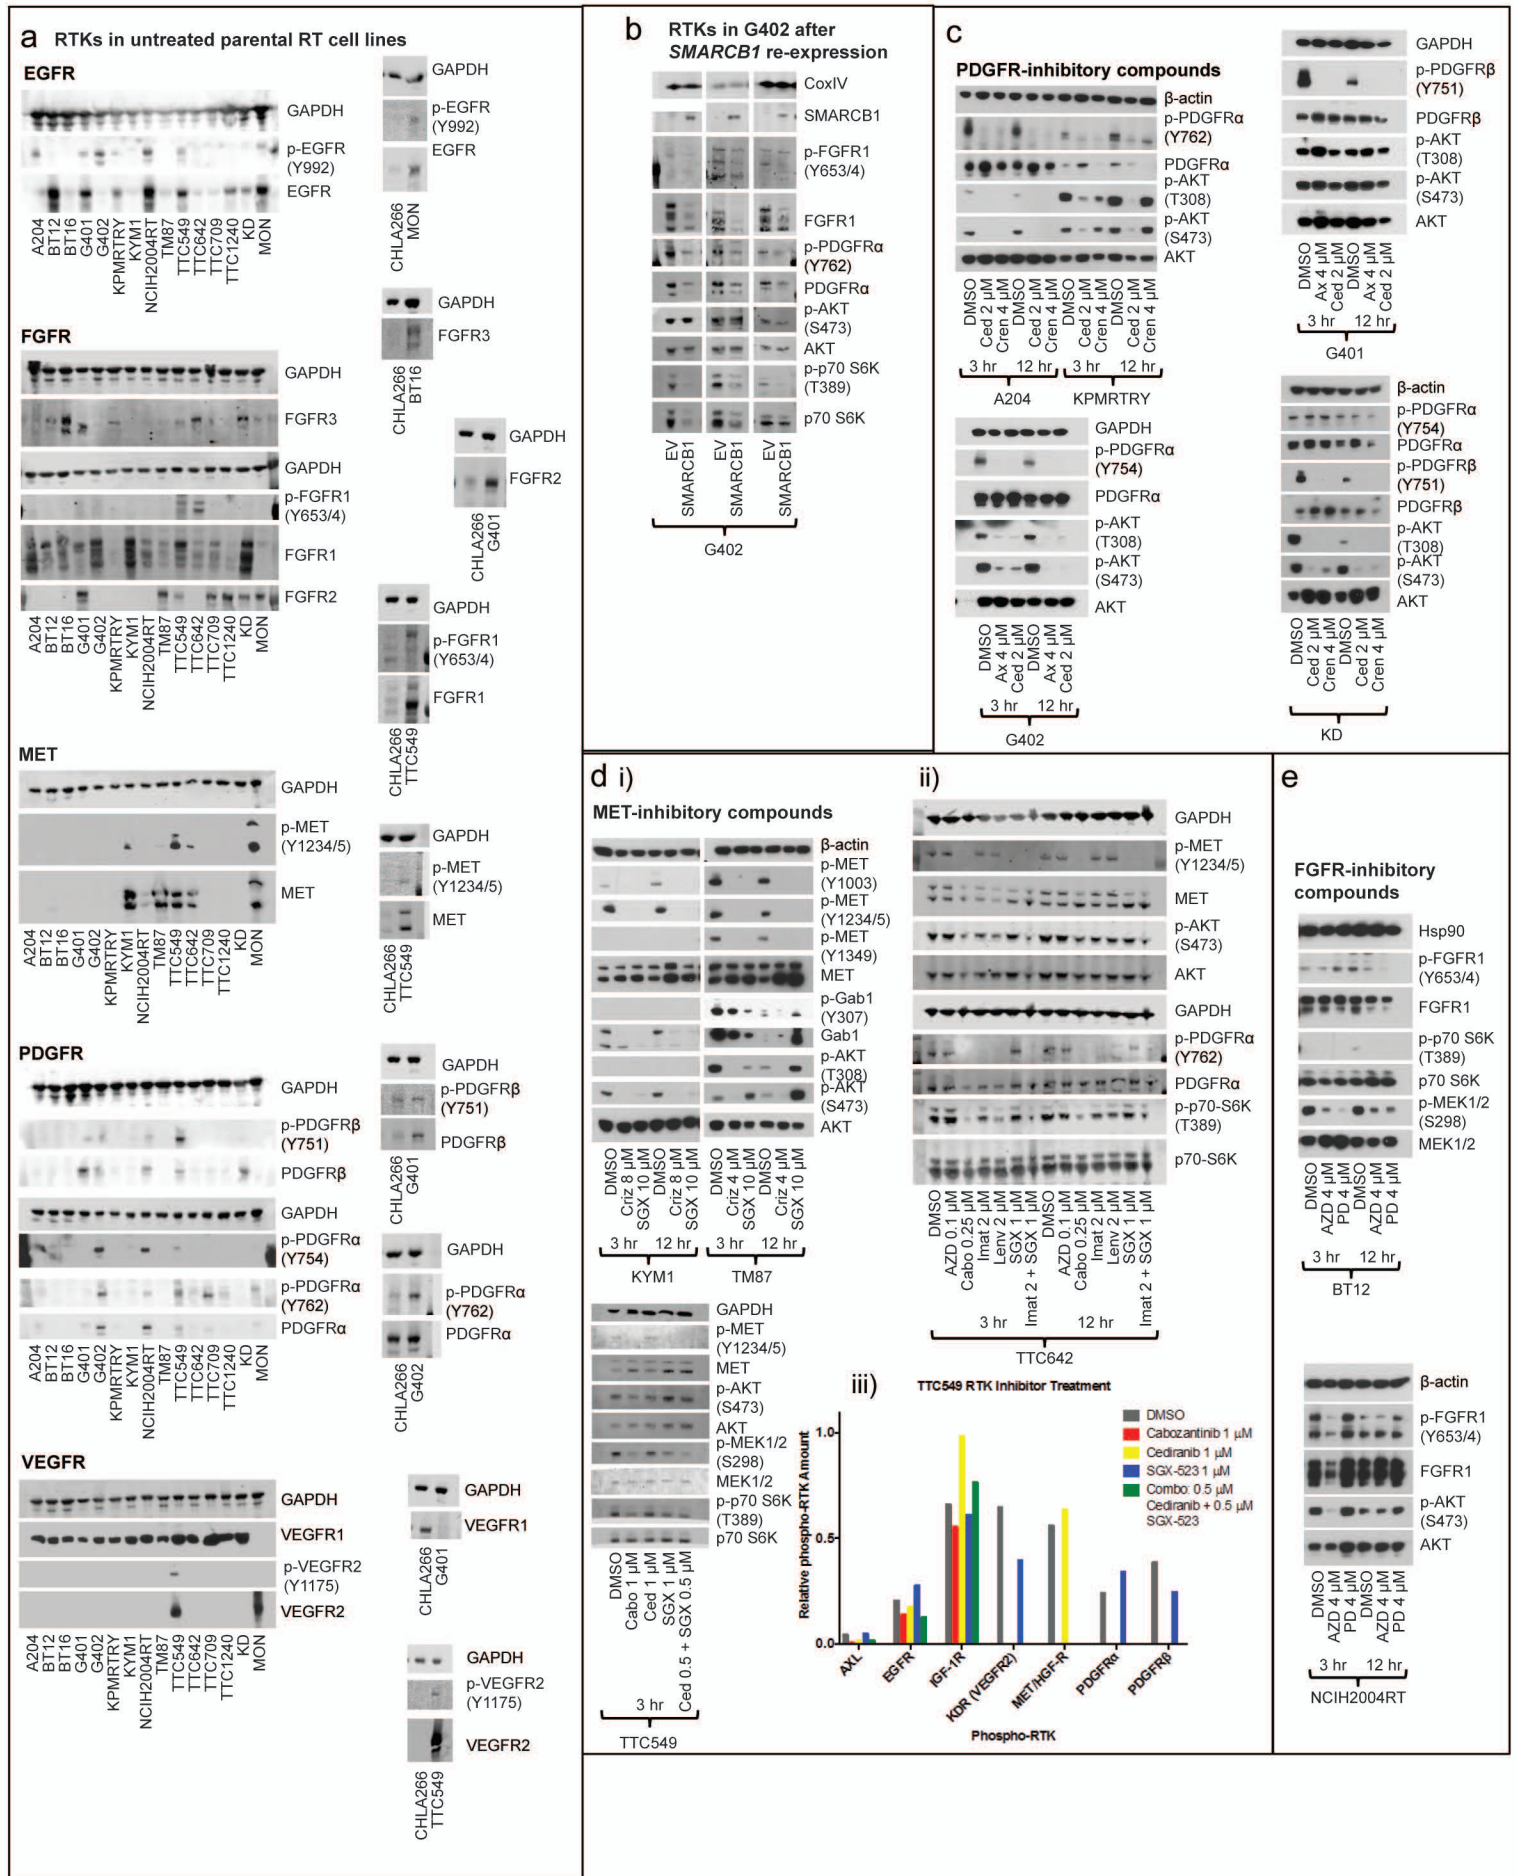 a RTKs in untreated parental RT cell lines
EGFR
GAPDH
p-EGFR
(Y992)
EGFR
A204
BT12
BT16
G401
G402
KPMRTRY
KYM1
NCIH2004RT
TM87
TTC549
TTC642
TTC709
TTC1240
KD
MON
GAPDH
p-EGFR
(Y992)
EGFR
CHLA266
MON
GAPDH
FGFR3
CHLA266
BT16
FGFR
GAPDH
FGFR3
GAPDH
p-FGFR1
(Y653/4)
FGFR1
FGFR2
A204
BT12
BT16
G401
G402
KPMRTRY
KYM1
NCIH2004RT
TM87
TTC549
TTC642
TTC709
TTC1240
KD
MON
GAPDH
FGFR2
CHLA266
G401
GAPDH
p-FGFR1
(Y653/4)
FGFR1
CHLA266
TTC549
MET
GAPDH
p-MET
(Y1234/5)
MET
A204
BT12
BT16
G401
G402
KPMRTRY
KYM1
NCIH2004RT
TM87
TTC549
TTC642
TTC709
TTC1240
KD
MON
GAPDH
p-MET
(Y1234/5)
MET
CHLA266
TTC549
PDGFR
GAPDH
p-PDGFRβ
(Y751)
PDGFRβ
GAPDH
p-PDGFRα
(Y754)
p-PDGFRα
(Y762)
PDGFRα
A204
BT12
BT16
G401
G402
KPMRTRY
KYM1
NCIH2004RT
TM87
TTC549
TTC642
TTC709
TTC1240
KD
MON
GAPDH
p-PDGFRβ
(Y751)
PDGFRβ
CHLA266
G401
GAPDH
p-PDGFRα
(Y762)
PDGFRα
CHLA266
G402
VEGFR
GAPDH
VEGFR1
p-VEGFR2
(Y1175)
VEGFR2
A204
BT12
BT16
G401
G402
KPMRTRY
KYM1
NCIH2004RT
TM87
TTC549
TTC642
TTC709
TTC1240
KD
MON
GAPDH
VEGFR1
CHLA266
G401
GAPDH
p-VEGFR2
(Y1175)
VEGFR2
CHLA266
TTC549
b RTKs in G402 after
SMARCB1 re-expression
CoxIV
SMARCB1
p-FGFR1
(Y653/4)
FGFR1
p-PDGFRα
(Y762)
PDGFRα
p-AKT
(S473)
AKT
p-p70 S6K
(T389)
p70 S6K
EV
SMARCB1
EV
SMARCB1
EV
SMARCB1
G402
c
PDGFR-inhibitory compounds
β-actin
p-PDGFRα
(Y762)
PDGFRα
p-AKT
(T308)
p-AKT
(S473)
AKT
DMSO
Ced 2 µM
Cren 4 µM
DMSO
Ced 2 µM
Cren 4 µM
DMSO
Ced 2 µM
Cren 4 µM
DMSO
Ced 2 µM
Cren 4 µM
3 hr 12 hr 3 hr 12 hr
A204 KPMRTRY
GAPDH
p-PDGFRα
(Y754)
PDGFRα
p-AKT
(T308)
p-AKT
(S473)
AKT
DMSO
Ax 4 µM
Ced 2 µM
DMSO
Ax 4 µM
Ced 2 µM
3 hr 12 hr
G402
GAPDH
p-PDGFRβ
(Y751)
PDGFRβ
p-AKT
(T308)
p-AKT
(S473)
AKT
DMSO
Ax 4 µM
Ced 2 µM
DMSO
Ax 4 µM
Ced 2 µM
3 hr 12 hr
G401
β-actin
p-PDGFRα
(Y754)
PDGFRα
p-PDGFRβ
(Y751)
PDGFRβ
p-AKT
(T308)
p-AKT
(S473)
AKT
DMSO
Ced 2 µM
Cren 4 µM
DMSO
Ced 2 µM
Cren 4 µM
KD
d i)
MET-inhibitory compounds
β-actin
p-MET
(Y1003)
p-MET
(Y1234/5)
p-MET
(Y1349)
MET
p-Gab1
(Y307)
Gab1
p-AKT
(T308)
p-AKT
(S473)
AKT
DMSO
Criz 8 µM
SGX 10 µM
DMSO
Criz 8 µM
SGX 10 µM
DMSO
Criz 4 µM
SGX 10 µM
DMSO
Criz 4 µM
SGX 10 µM
3 hr 12 hr 3 hr 12 hr
KYM1 TM87
GAPDH
p-MET
(Y1234/5)
MET
p-AKT
(S473)
AKT
p-MEK1/2
(S298)
MEK1/2
p-p70 S6K
(T389)
p70 S6K
DMSO
Cabo 1 µM
Ced 1 µM
SGX 1 µM
Ced 0.5 + SGX 0.5 µM
3 hr
TTC549
ii)
GAPDH
p-MET
(Y1234/5)
MET
p-AKT
(S473)
AKT
GAPDH
p-PDGFRα
(Y762)
PDGFRα
p-p70-S6K
(T389)
p70-S6K
DMSO
AZD 0.1 µM
Cabo 0.25 µM
Imat 2 µM
Lenv 2 µM
SGX 1 µM
Imat 2 + SGX 1 µM
DMSO
AZD 0.1 µM
Cabo 0.25 µM
Imat 2 µM
Lenv 2 µM
SGX 1 µM
Imat 2 + SGX 1 µM
3 hr 12 hr
TTC642
iii)
TTC549 RTK Inhibitor Treatment
DMSO
Cabozantinib 1 µM
Cediranib 1 µM
SGX-523 1 µM
Combo: 0.5 µM
Cediranib + 0.5 µM
SGX-523
Relative phospho-RTK Amount
1.0
0.5
0.0
AXL
EGFR
IGF-1R
KDR (VEGFR2)
MET/HGF-R
PDGFRα
PDGFRβ
Phospho-RTK
e
FGFR-inhibitory
compounds
Hsp90
p-FGFR1
(Y653/4)
FGFR1
p-p70 S6K
(T389)
p70 S6K
p-MEK1/2
(S298)
MEK1/2
DMSO
AZD 4 µM
PD 4 µM
DMSO
AZD 4 µM
PD 4 µM
3 hr 12 hr
BT12
β-actin
p-FGFR1
(Y653/4)
FGFR1
p-AKT
(S473)
AKT
DMSO
AZD 4 µM
PD 4 µM
DMSO
AZD 4 µM
PD 4 µM
3 hr 12 hr
NCIH2004RT